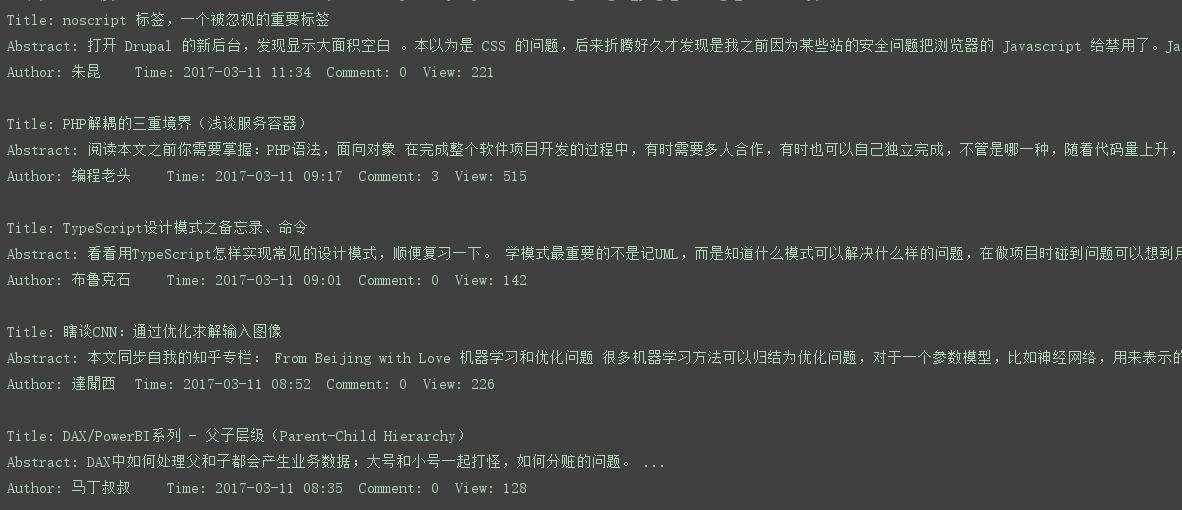 Title: noscript 标签，一个被忽视的重要标签
Abstract: 打开 Drupal 的新后台，发现显示大面积空白 。本以为是 CSS 的问题，后来折腾好久才发现是我之前因为某些站的安全问题把浏览器的 Javascript 给禁用了。Ja
Author: 朱昆 Time: 2017-03-11 11:34 Comment: 0 View: 221
Title: PHP解耦的三重境界（浅谈服务容器）
Abstract: 阅读本文之前你需要掌握：PHP语法，面向对象 在完成整个软件项目开发的过程中，有时需要多人合作，有时也可以自己独立完成，不管是哪一种，随着代码量上升，
Author: 编程老头 Time: 2017-03-11 09:17 Comment: 3 View: 515
Title: TypeScript设计模式之备忘录、命令
Abstract: 看看用TypeScript怎样实现常见的设计模式，顺便复习一下。 学模式最重要的不是记UML，而是知道什么模式可以解决什么样的问题，在做项目时碰到问题可以想到用
Author: 布鲁克石 Time: 2017-03-11 09:01 Comment: 0 View: 142
Title: 瞎谈CNN：通过优化求解输入图像
Abstract: 本文同步自我的知乎专栏： From Beijing with Love 机器学习和优化问题 很多机器学习方法可以归结为优化问题，对于一个参数模型，比如神经网络，用来表示的
Author: 達聞西 Time: 2017-03-11 08:52 Comment: 0 View: 226
Title: DAX/PowerBI系列 - 父子层级（Parent-Child Hierarchy）
Abstract: DAX中如何处理父和子都会产生业务数据；大号和小号一起打怪，如何分赃的问题。 ...
Author: 马丁叔叔 Time: 2017-03-11 08:35 Comment: 0 View: 128